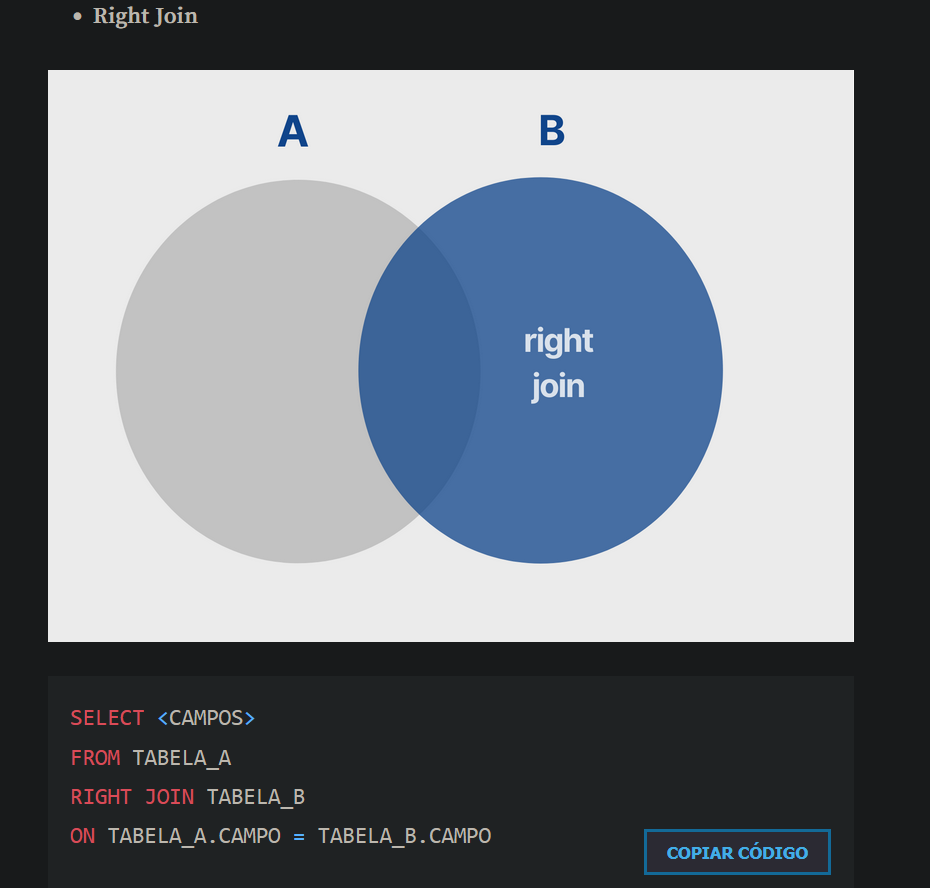 Right Join
A
B
right
join
SELECT <CAMPOS>
FROM TABELA_A
RIGHT JOIN TABELA_B
ON TABELA_A.CAMPO = TABELA_B.CAMPO
COPIAR CÓDIGO